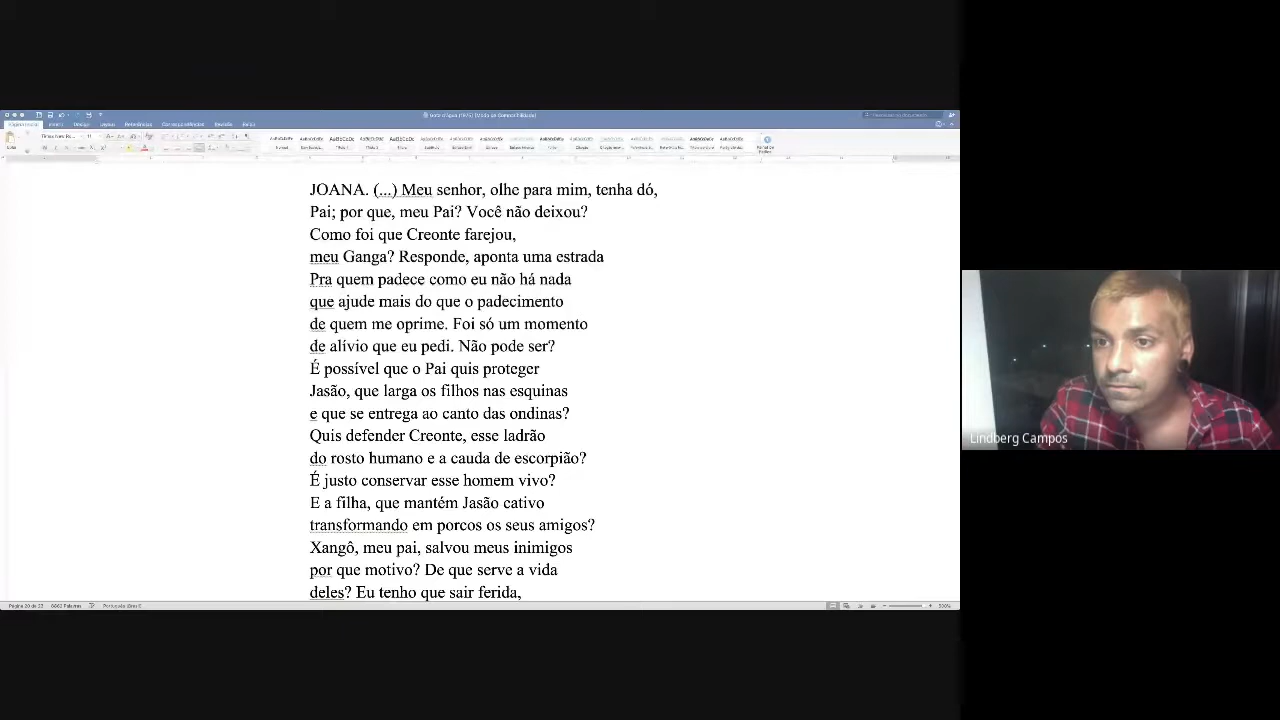 Gota d'água (1975) [Modo de Compatibilidade]
JOANA. (...) Meu senhor, olhe para mim, tenha dó,
Pai; por que, meu Pai? Você não deixou?
Como foi que Creonte farejou,
meu Ganga? Responde, aponta uma estrada
Pra quem padece como eu não há nada
que ajude mais do que o padecimento
de quem me oprime. Foi só um momento
de alívio que eu pedi. Não pode ser?
É possível que o Pai quis proteger
Jasão, que larga os filhos nas esquinas
e que se entrega ao canto das ondinas?
Quis defender Creonte, esse ladrão
do rosto humano e a cauda de escorpião?
É justo conservar esse homem vivo?
E a filha, que mantém Jasão cativo
transformando em porcos os seus amigos?
Xangô, meu pai, salvou meus inimigos
por que motivo? De que serve a vida
deles? Eu tenho que sair ferida,
Lindberg Campos